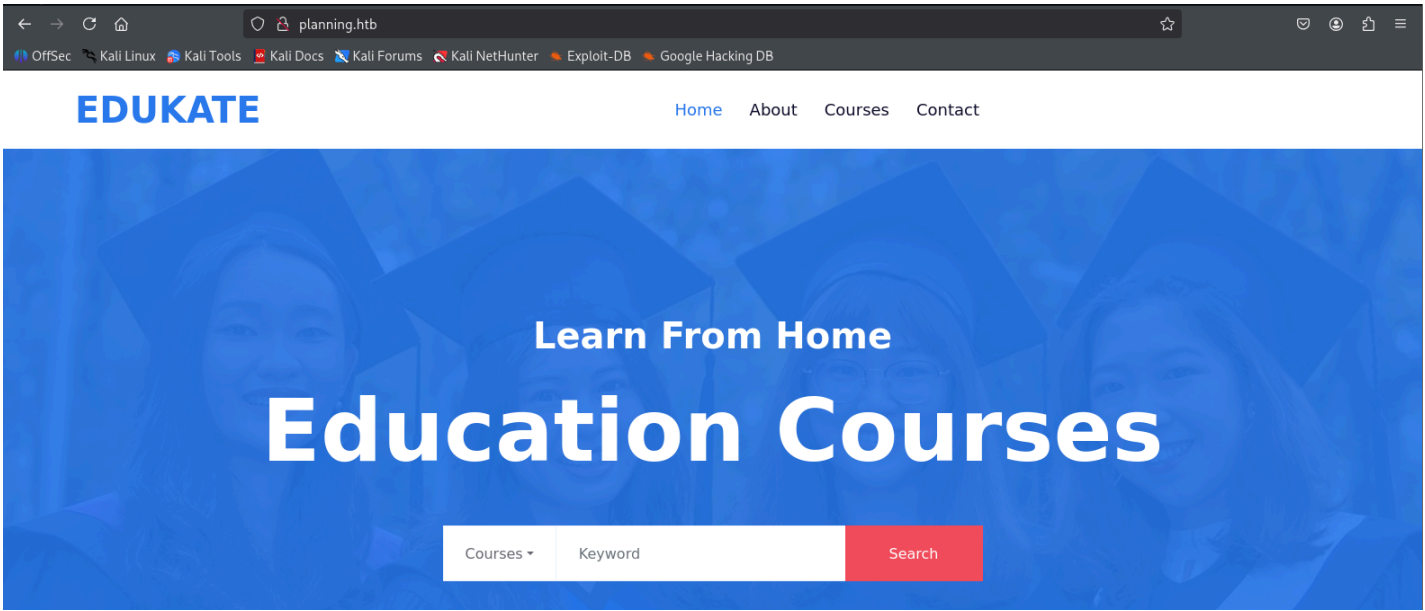 planning.htb
OffSec Kali Linux Kali Tools Kali Docs Kali Forums Kali NetHunter Exploit-DB Google Hacking DB
EDUKATE Home About Courses Contact
Learn From Home
Education Courses
Courses Keyword Search